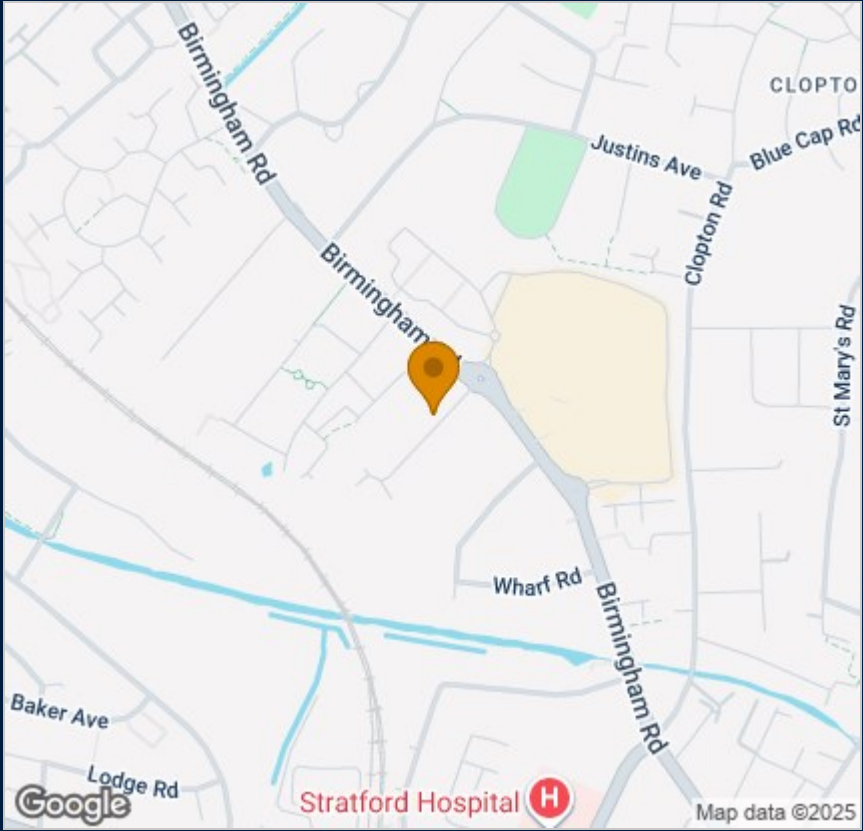 Birmingham Rd
CLOPTO
Justins Ave
Blue Cap Rd
Clopton Rd
Birmingham
St Mary's Rd
Wharf Rd
Birmingham Rd
Baker Ave
Lodge Rd
Stratford Hospital H
Google
Map data ©2025